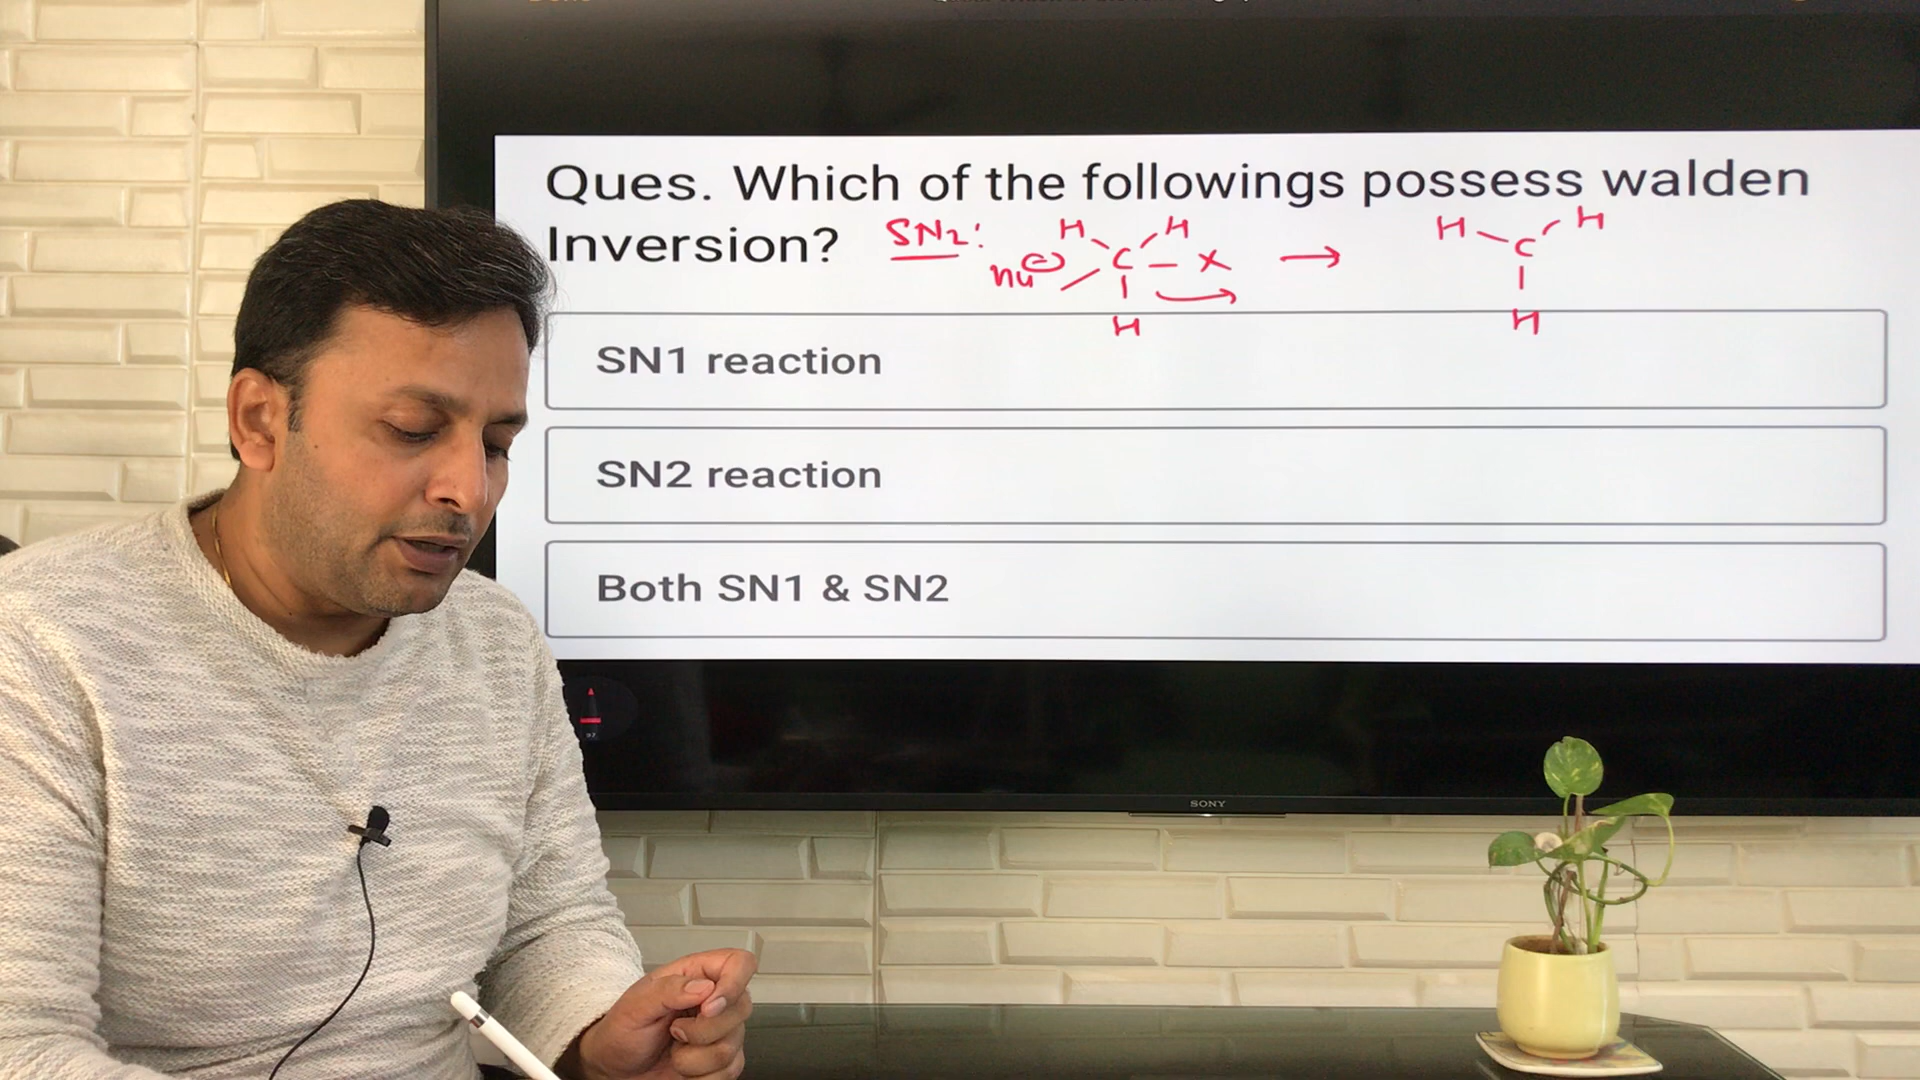 Ques. Which of the followings possess walden
Inversion?
SN2:
H H H H
nu⊖ C — X → C
H H
SN1 reaction
SN2 reaction
Both SN1 & SN2
SONY